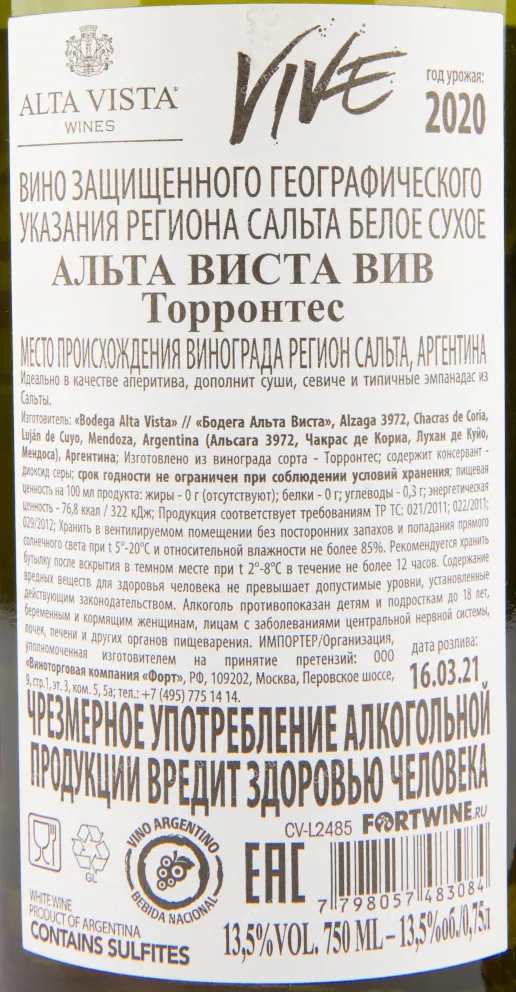 ALTA VISTA
WINES
VIVE
год урожая:
2020
ВИНО ЗАЩИЩЕННОГО ГЕОГРАФИЧЕСКОГО
УКАЗАНИЯ РЕГИОНА САЛЬТА БЕЛОЕ СУХОЕ
АЛЬТА ВИСТА ВИВ
Торронтес
МЕСТО ПРОИСХОЖДЕНИЯ ВИНОГРАДА РЕГИОН САЛЬТА, АРГЕНТИНА
Идеально в качестве аперитива, дополнит суши, севиче и типичные эмпанадас из
Сальты.
Изготовитель: «Bodega Alta Vista» // «Бодега Альта Виста», Alzaga 3972, Chacras de Coria,
Luján de Cuyo, Mendoza, Argentina (Альсага 3972, Чакрас де Кориа, Лухан де Куйо,
Мендоса), Аргентина; Изготовлено из винограда сорта - Торронтес; содержит консервант -
диоксид серы; срок годности не ограничен при соблюдении условий хранения; пищевая
ценность на 100 мл продукта: жиры - 0 г (отсутствуют); белки - 0 г; углеводы - 0,3 г; энергетическая
ценность - 76,8 ккал / 322 кДж; Продукция соответствует требованиям ТР ТС: 021/2011; 022/2011;
029/2012; Хранить в вентилируемом помещении без посторонних запахов и попадания прямого
солнечного света при t 5°-20°С и относительной влажности не более 85%. Рекомендуется хранить
бутылку после вскрытия в темном месте при t 2°-8°С в течение не более 12 часов. Содержание
вредных веществ для здоровья человека не превышает допустимые уровни, установленные
действующим законодательством. Алкоголь противопоказан детям и подросткам до 18 лет,
беременным и кормящим женщинам, лицам с заболеваниями центральной нервной системы,
почек, печени и других органов пищеварения. ИМПОРТЕР/Организация,
уполномоченная изготовителем на принятие претензий: ООО
«Виноторговая компания «Форт», РФ, 109202, Москва, Перовское шоссе,
9, стр.1, эт. 3, ком. 5, 5а; тел.: +7 (495) 775 14 14.
дата розлива:
16.03.21
ЧРЕЗМЕРНОЕ УПОТРЕБЛЕНИЕ АЛКОГОЛЬНОЙ
ПРОДУКЦИИ ВРЕДИТ ЗДОРОВЬЮ ЧЕЛОВЕКА
CV-L2485 FORTWINE.RU
GL
VINO ARGENTINO
BEBIDA NACIONAL
EAC
7 798057 483084
WHITE WINE
PRODUCT OF ARGENTINA
CONTAINS SULFITES
13,5%VOL. 750 ML – 13,5%об./0,75л